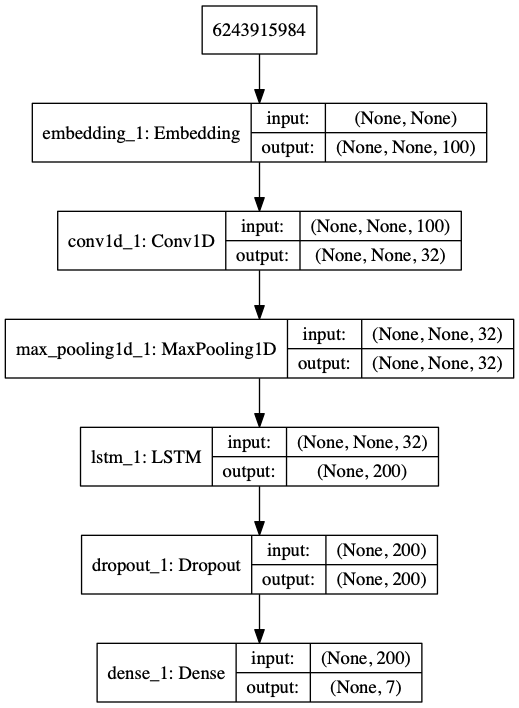 6243915984
embedding_1: Embedding
input:
(None, None)
output:
(None, None, 100)
conv1d_1: Conv1D
input:
(None, None, 100)
output:
(None, None, 32)
max_pooling1d_1: MaxPooling1D
input:
(None, None, 32)
output:
(None, None, 32)
lstm_1: LSTM
input:
(None, None, 32)
output:
(None, 200)
dropout_1: Dropout
input:
(None, 200)
output:
(None, 200)
dense_1: Dense
input:
(None, 200)
output:
(None, 7)